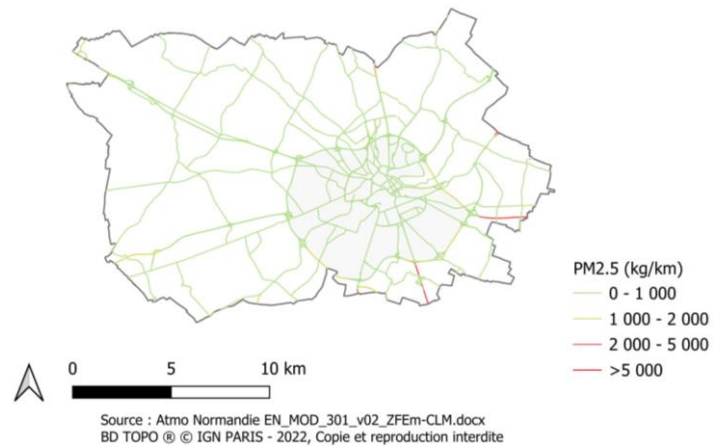 PM2.5 (kg/km)
0 - 1 000
1 000 - 2 000
2 000 - 5 000
>5 000
0 5 10 km
Source : Atmo Normandie EN_MOD_301_v02_ZFEm-CLM.docx
BD TOPO ® © IGN PARIS - 2022, Copie et reproduction interdite